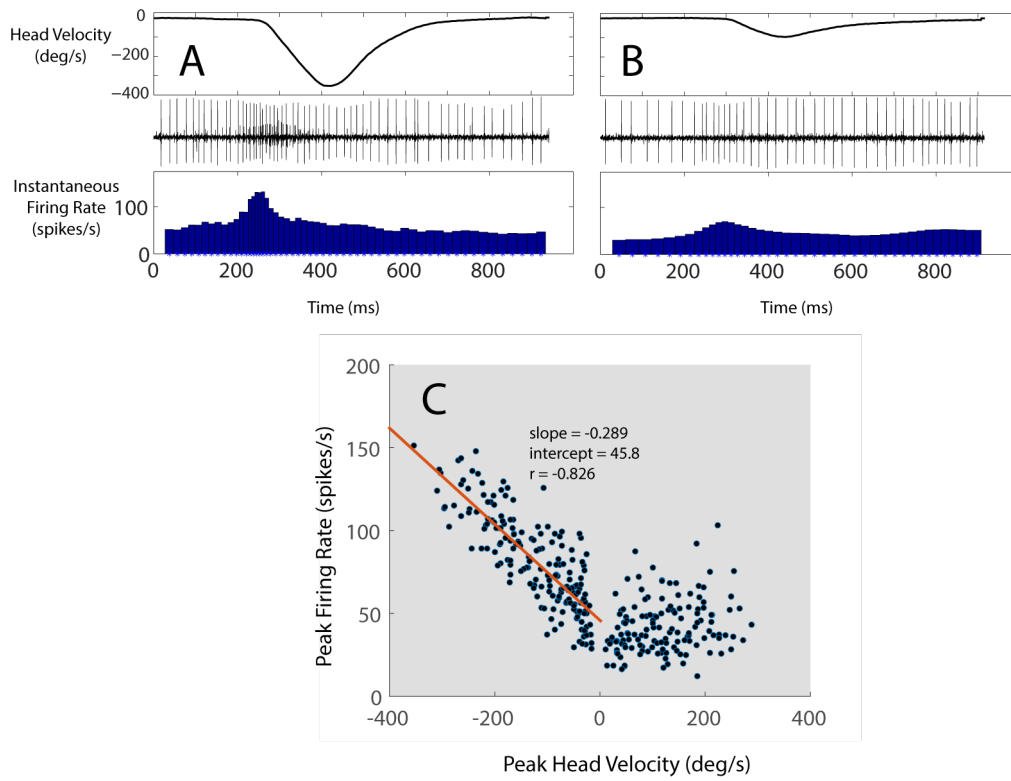 0
Head Velocity
(deg/s)
-200
-400
A
B
Instantaneous
Firing Rate
(spikes/s)
100
0
0 200 400 600 800
0 200 400 600 800
Time (ms)
Time (ms)
C
200
150
100
50
0
slope = -0.289
intercept = 45.8
r = -0.826
Peak Firing Rate (spikes/s)
-400 -200 0 200 400
Peak Head Velocity (deg/s)